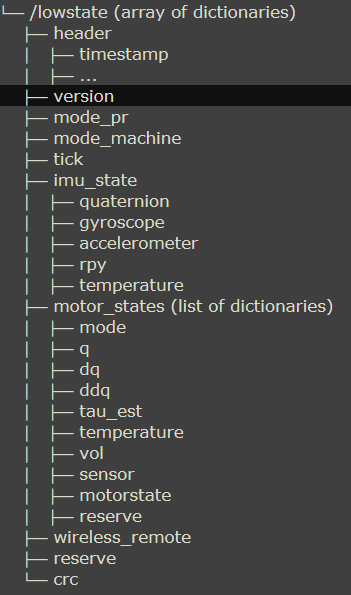 └── /lowstate (array of dictionaries)
    ├── header
    │   ├── timestamp
    │   ├── ...
    ├── version
    ├── mode_pr
    ├── mode_machine
    ├── tick
    ├── imu_state
    │   ├── quaternion
    │   ├── gyroscope
    │   ├── accelerometer
    │   ├── rpy
    │   ├── temperature
    ├── motor_states (list of dictionaries)
    │   ├── mode
    │   ├── q
    │   ├── dq
    │   ├── ddq
    │   ├── tau_est
    │   ├── temperature
    │   ├── vol
    │   ├── sensor
    │   ├── motorstate
    │   ├── reserve
    ├── wireless_remote
    ├── reserve
    └── crc